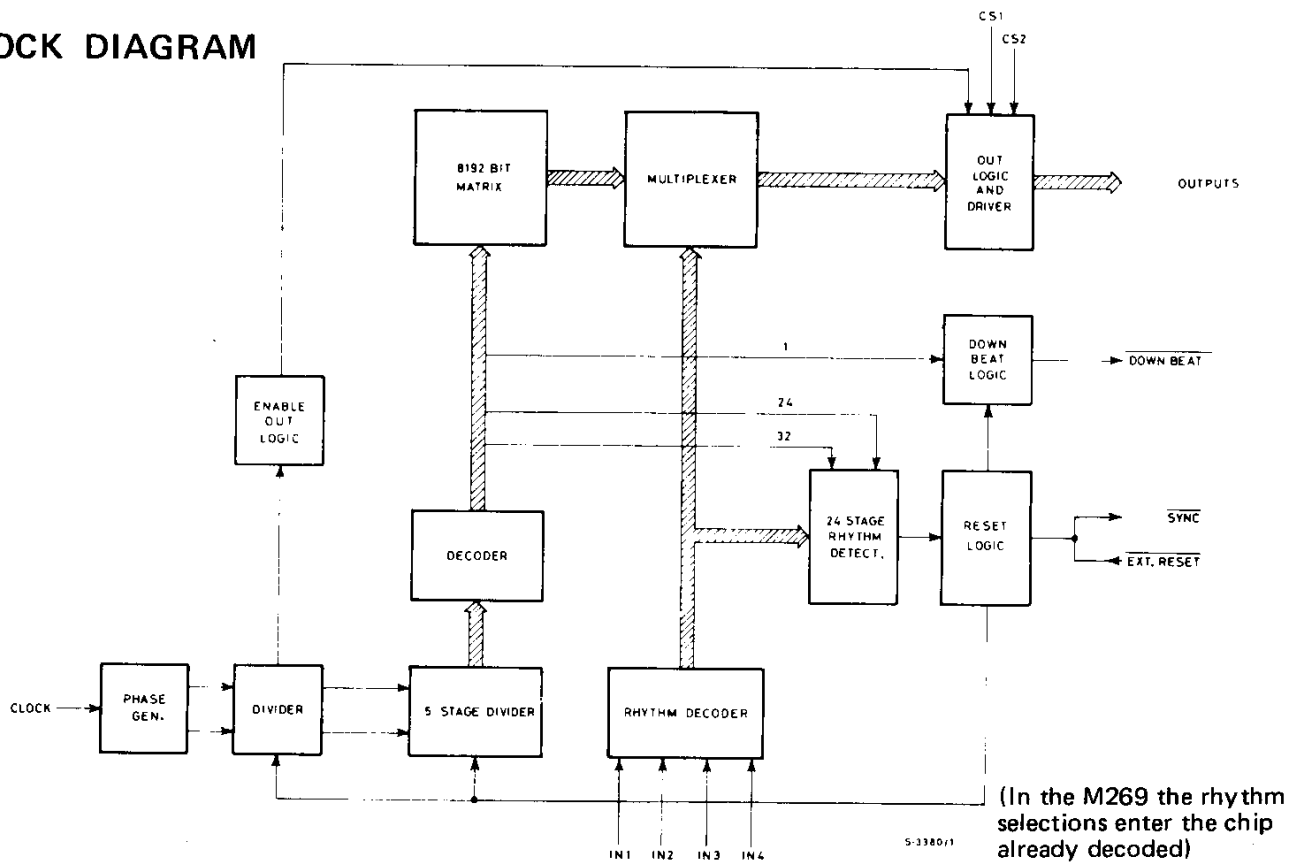 OCK DIAGRAM
CS1
CS2
8192 BIT
MATRIX
MULTIPLEXER
OUT
LOGIC
AND
DRIVER
OUTPUTS
1
DOWN
BEAT
LOGIC
DOWN BEAT
ENABLE
OUT
LOGIC
24
32
DECODER
24 STAGE
RHYTHM
DETECT.
RESET
LOGIC
SYNC
EXT. RESET
CLOCK
PHASE
GEN.
DIVIDER
5 STAGE DIVIDER
RHYTHM DECODER
IN1
IN2
IN3
IN4
S-3380/1
(In the M269 the rhythm
selections enter the chip
already decoded)